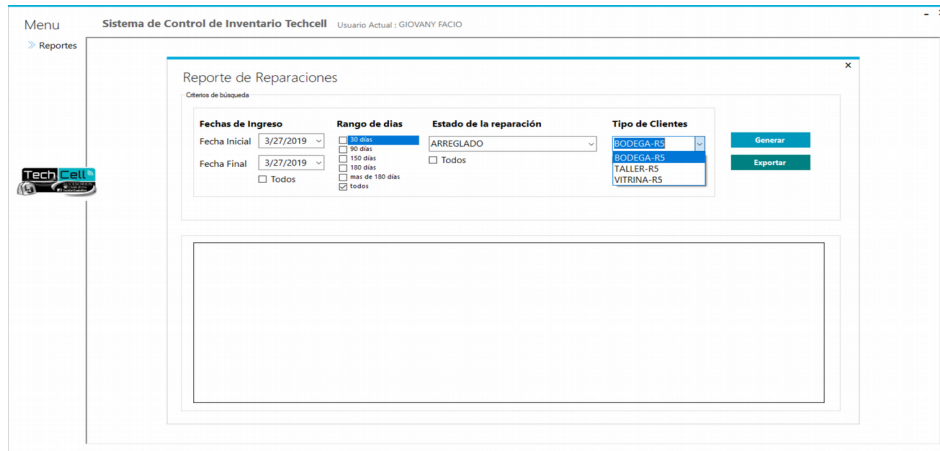 Menu
Sistema de Control de Inventario Techcell Usuario Actual : GIOVANY FACIO
Reportes
Reporte de Reparaciones
Criterios de búsqueda
Fechas de Ingreso
Fecha Inicial 3/27/2019
Fecha Final 3/27/2019
Todos
Rango de dias
30 días
90 días
150 días
180 días
mas de 180 días
todos
Estado de la reparación
ARREGLADO
Todos
Tipo de Clientes
BODEGA-R5
BODEGA-R5
TALLER-R5
VITRINA-R5
Generar
Exportar
Tech Cell